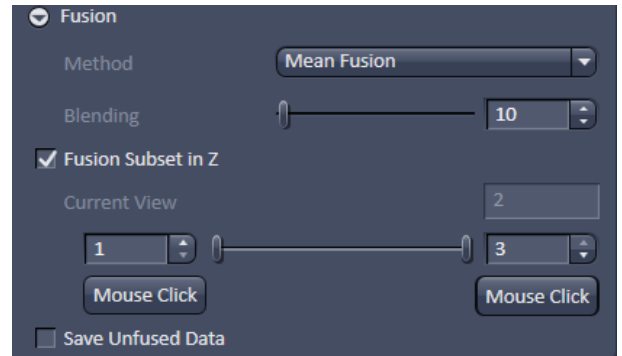 Fusion
Method Mean Fusion
Blending 10
Fusion Subset in Z
Current View 2
1 3
Mouse Click Mouse Click
Save Unfused Data